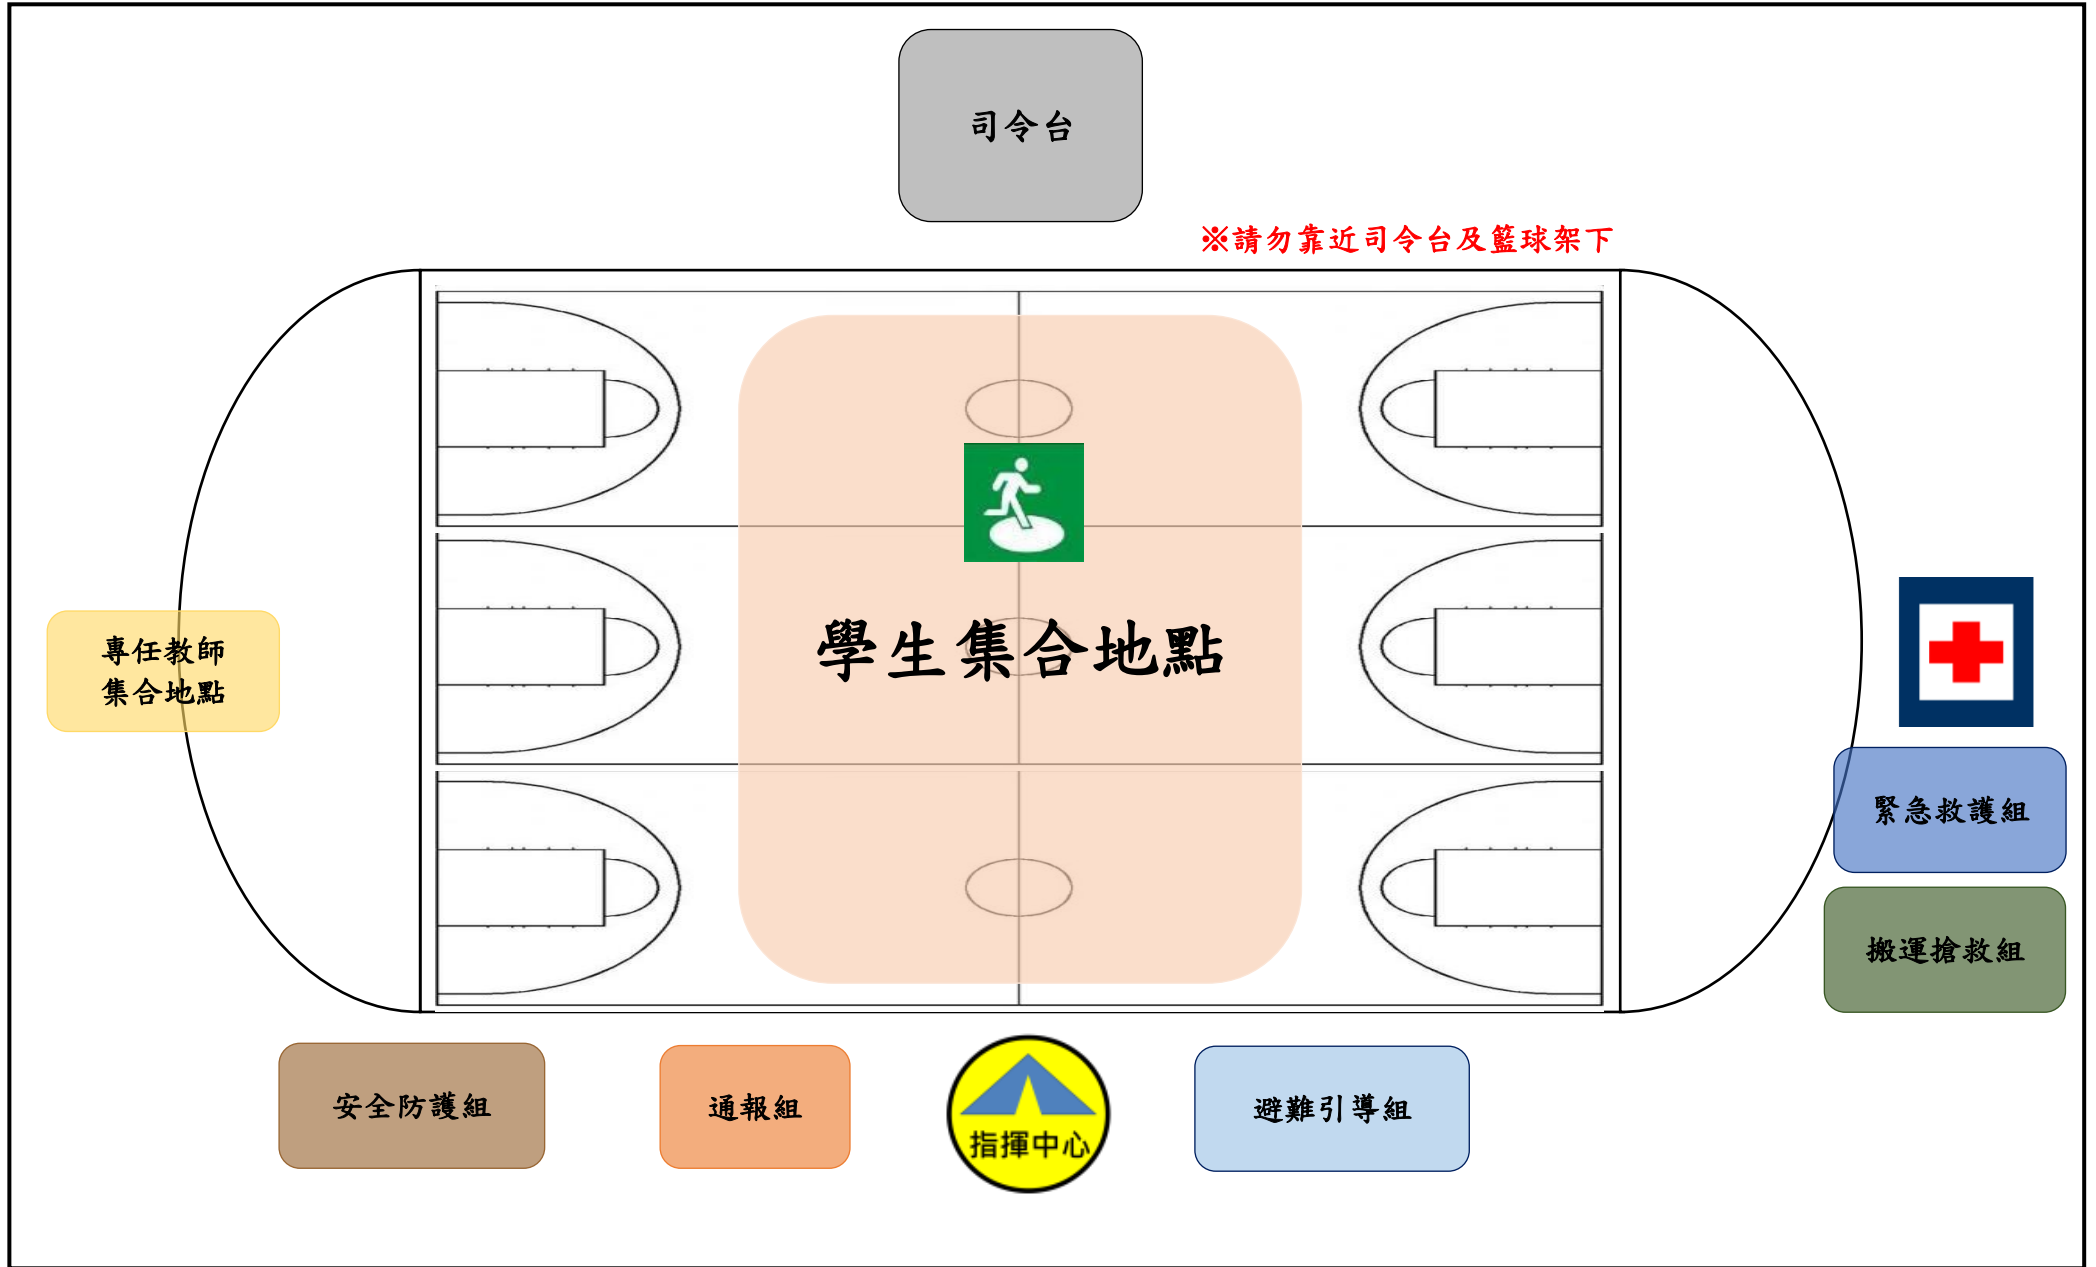 司令台
※請勿靠近司令台及籃球架下
學生集合地點
專任教師
集合地點
緊急救護組
搬運搶救組
安全防護組
通報組
指揮中心
避難引導組